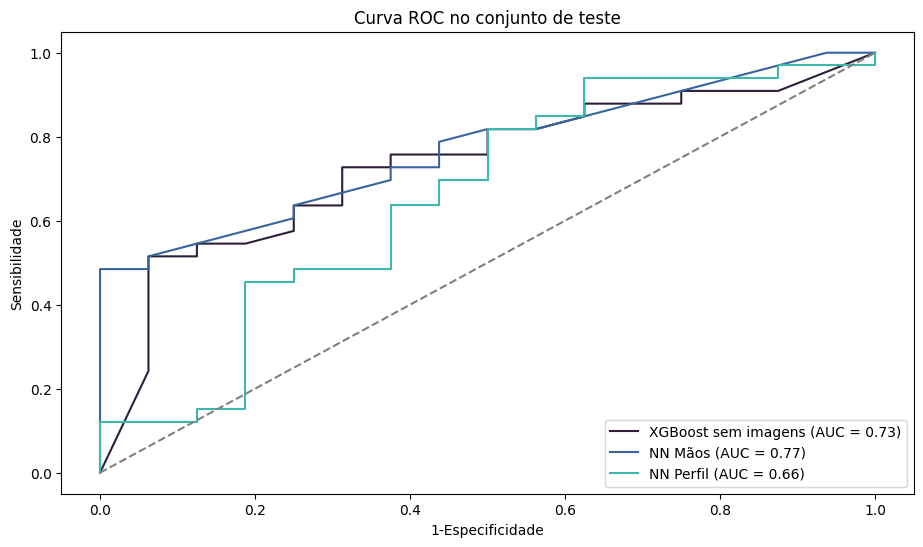 Curva ROC no conjunto de teste
1.0
0.8
0.6
0.4
0.2
0.0
Sensibilidade
XGBoost sem imagens (AUC = 0.73)
NN Mãos (AUC = 0.77)
NN Perfil (AUC = 0.66)
0.0 0.2 0.4 0.6 0.8 1.0
1-Especificidade